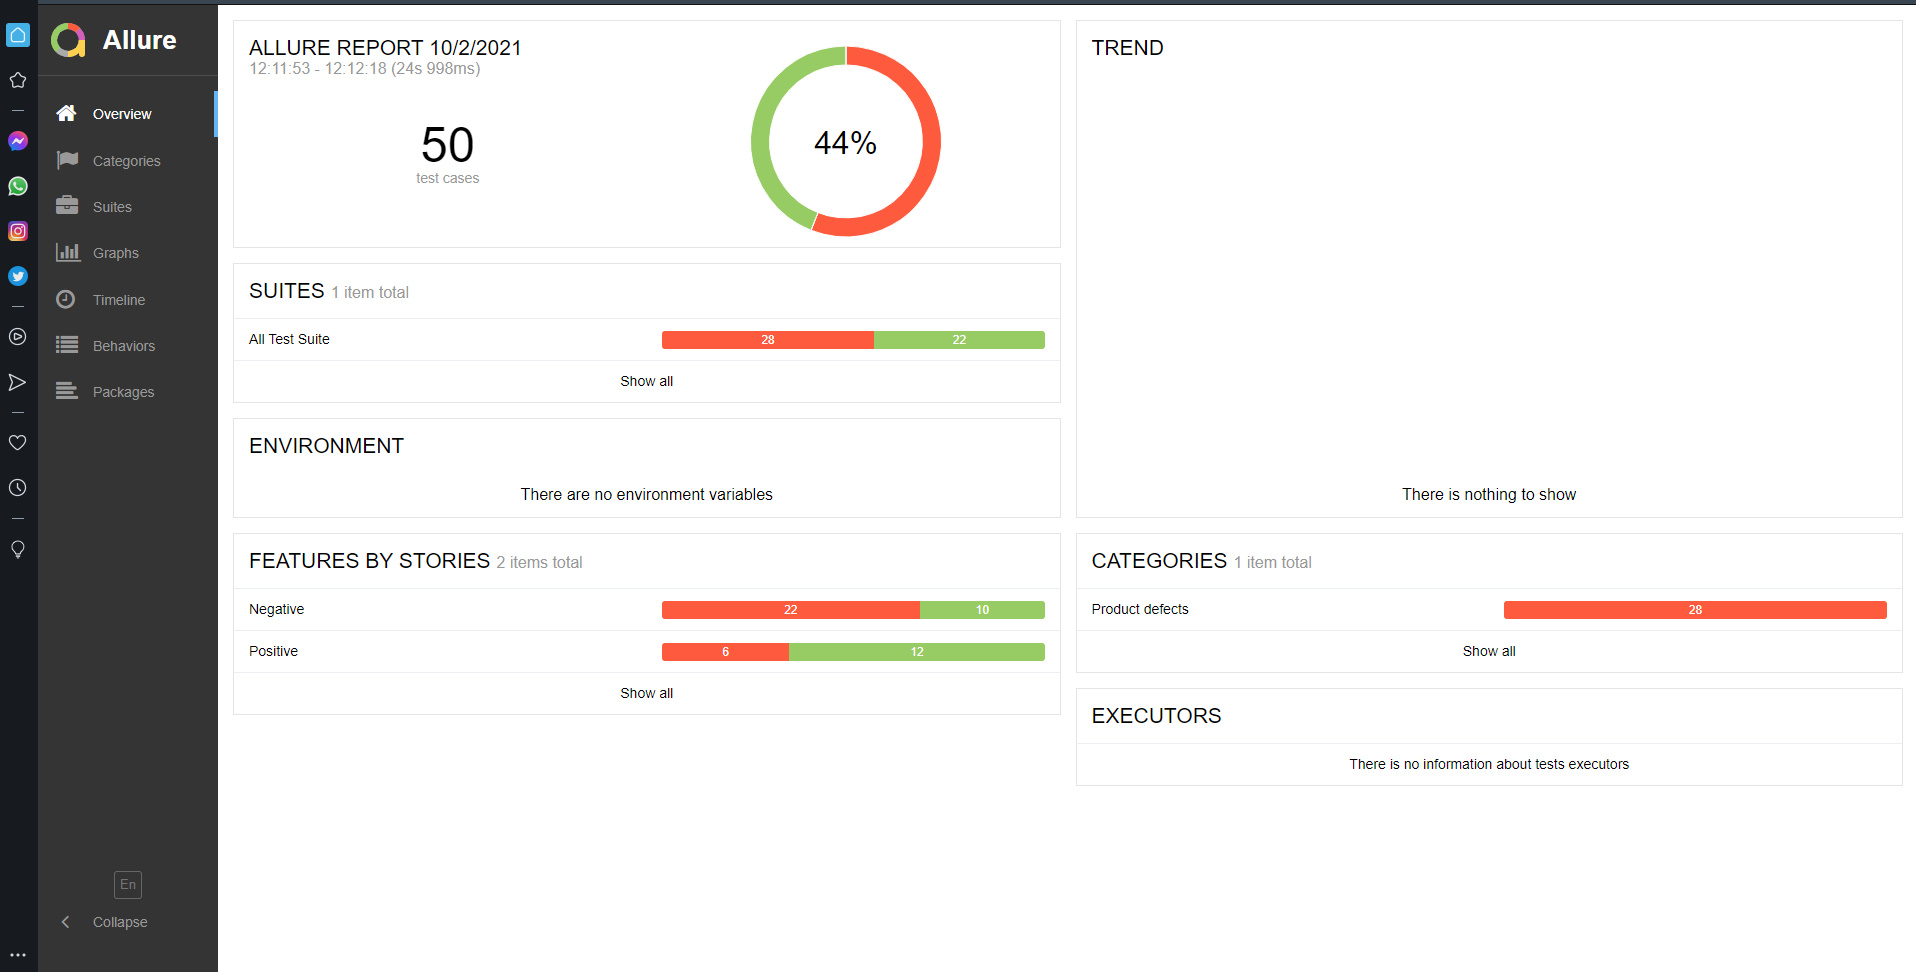 Allure
Overview
Categories
Suites
Graphs
Timeline
Behaviors
Packages
En
Collapse
ALLURE REPORT 10/2/2021
12:11:53 - 12:12:18 (24s 998ms)
50
test cases
44%
SUITES 1 item total
All Test Suite 28 22
Show all
ENVIRONMENT
There are no environment variables
FEATURES BY STORIES 2 items total
Negative 22 10
Positive 6 12
Show all
TREND
There is nothing to show
CATEGORIES 1 item total
Product defects 28
Show all
EXECUTORS
There is no information about tests executors